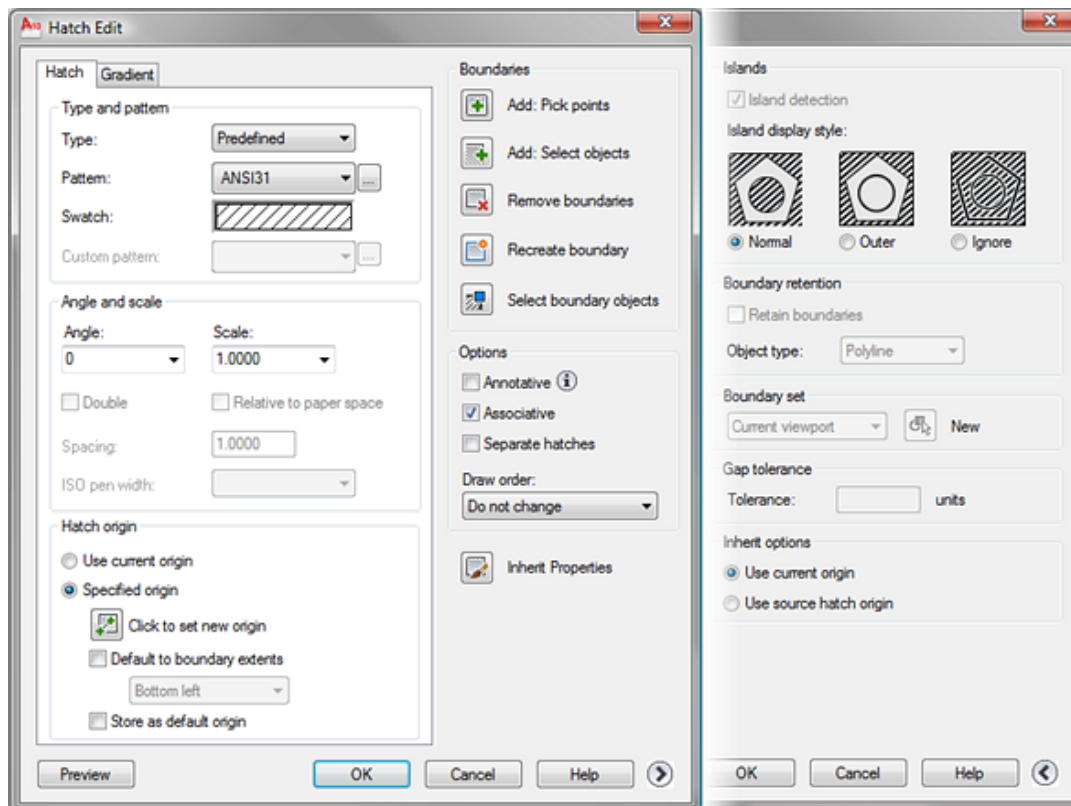 Hatch Edit
Hatch
Gradient
Type and pattern
Type:
Predefined
Pattern:
ANSI31
...
Swatch:
Custom pattern:
...
Angle and scale
Angle:
Scale:
0
1.0000
Double
Relative to paper space
Spacing:
1.0000
ISO pen width:
Hatch origin
Use current origin
Specified origin
Click to set new origin
Default to boundary extents
Bottom left
Store as default origin
Boundaries
Add: Pick points
Add: Select objects
Remove boundaries
Recreate boundary
Select boundary objects
Options
Annotative
Associative
Separate hatches
Draw order:
Do not change
Inherit Properties
Preview
OK
Cancel
Help
Islands
Island detection
Island display style:
Normal
Outer
Ignore
Boundary retention
Retain boundaries
Object type:
Polyline
Boundary set
Current viewport
New
Gap tolerance
Tolerance:
units
Inherit options
Use current origin
Use source hatch origin
OK
Cancel
Help